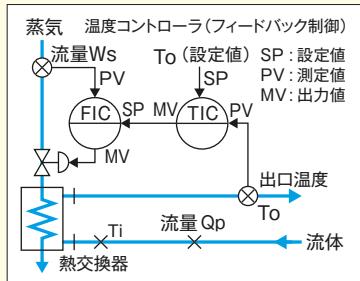 蒸気
温度コントローラ(フィードバック制御)
流量Ws
To(設定値)
SP:設定値
PV:測定値
MV:出力値
PV
SP
FIC
SP
MV
TIC
PV
MV
出口温度
To
Ti
流量Qp
流体
熱交換器